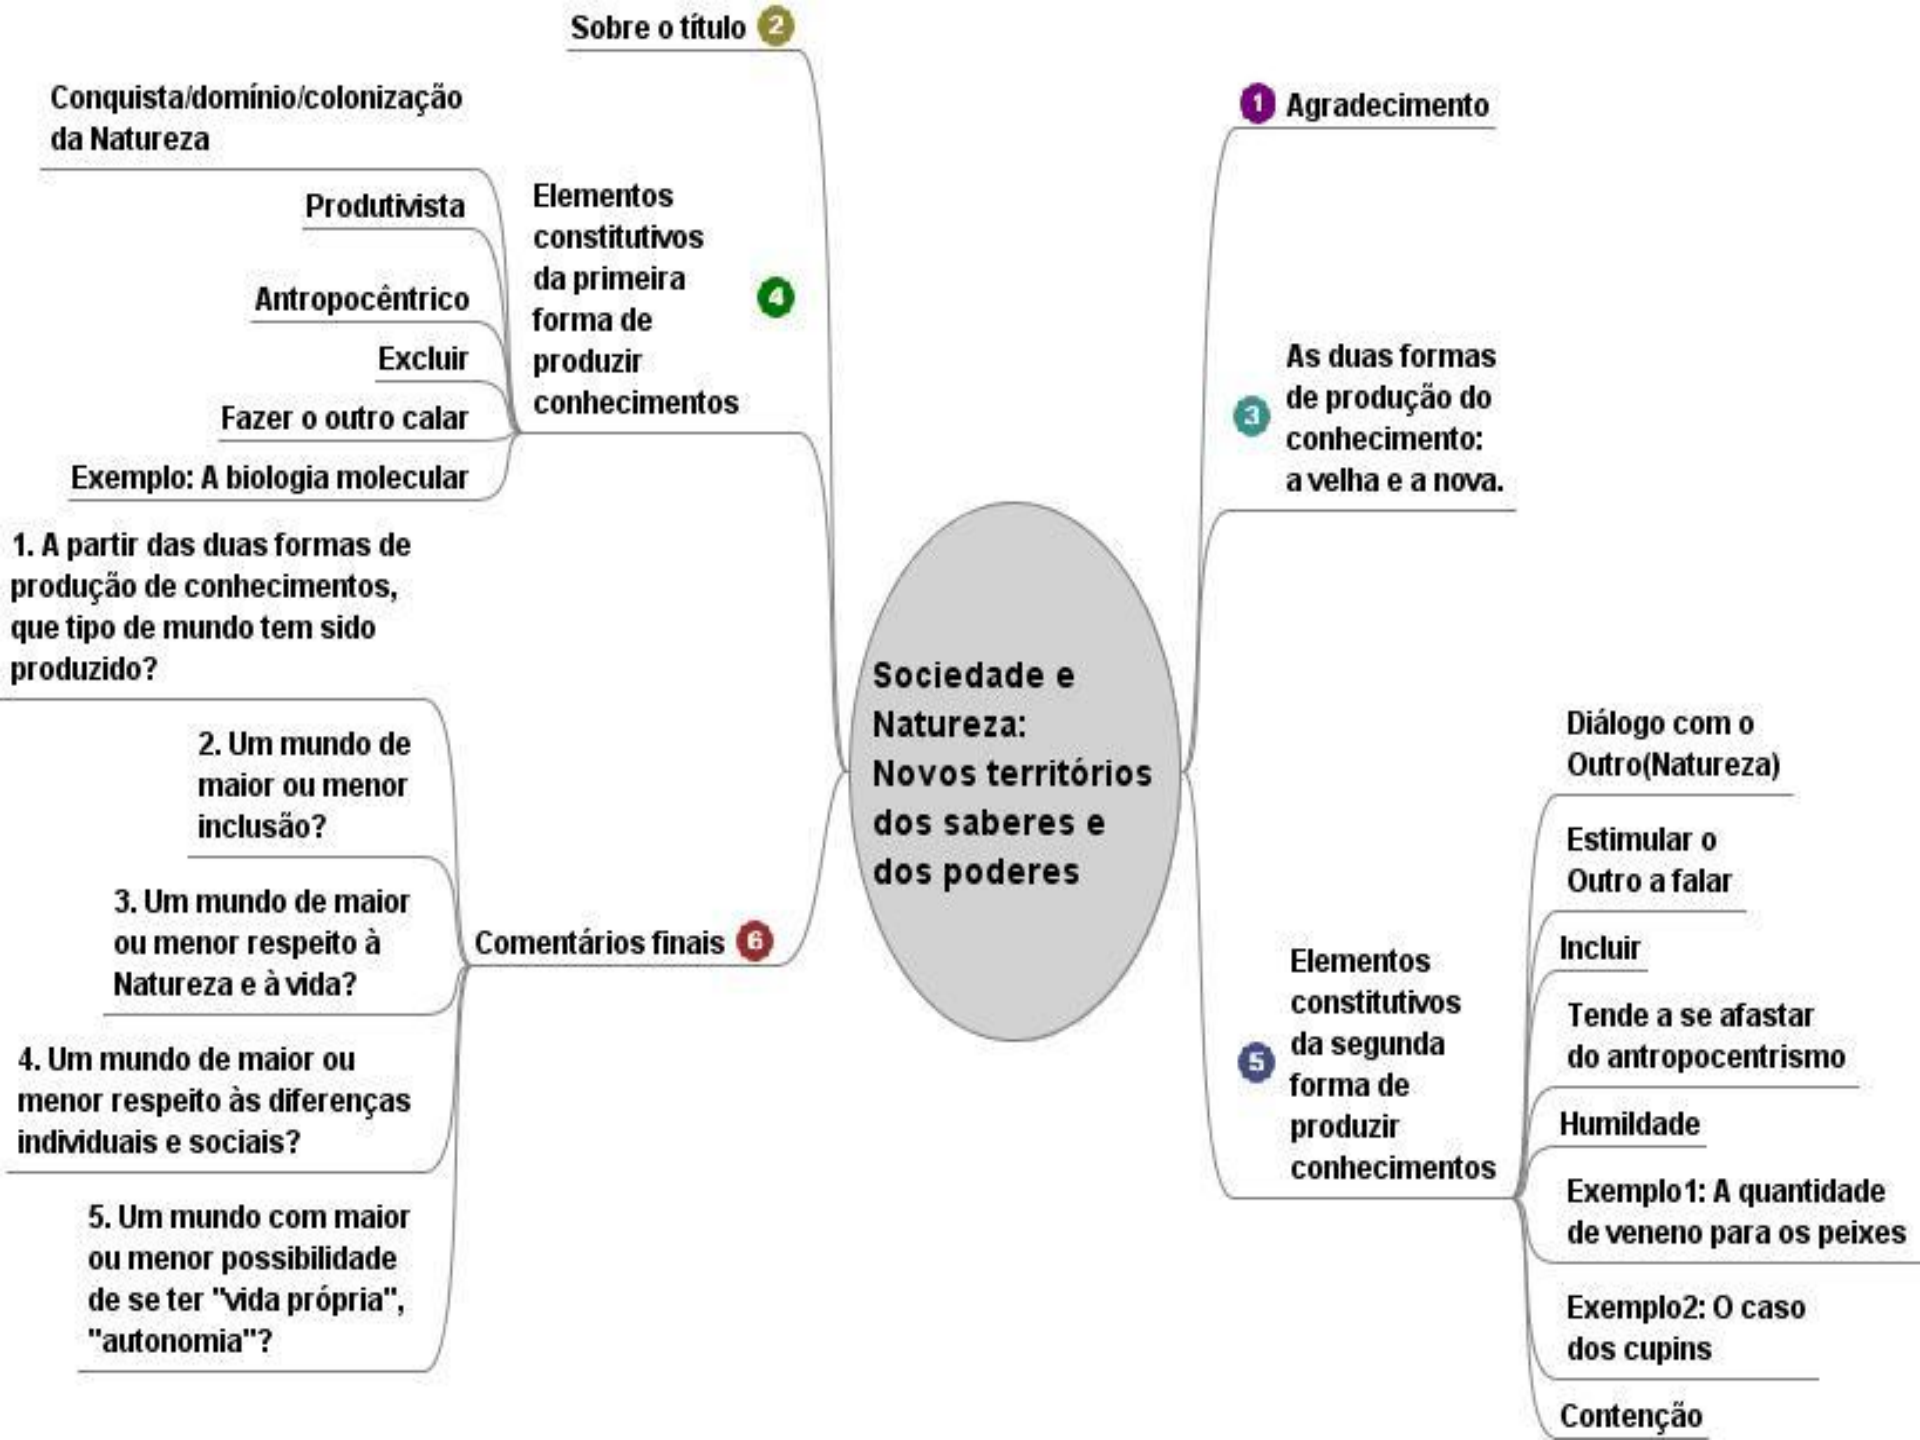 Sobre o título 2
Conquista/domínio/colonização
da Natureza
Produtivista
Antropocêntrico
Excluir
Fazer o outro calar
Exemplo: A biologia molecular
Elementos
constitutivos
da primeira
forma de
produzir
conhecimentos
4
1. A partir das duas formas de
produção de conhecimentos,
que tipo de mundo tem sido
produzido?
2. Um mundo de
maior ou menor
inclusão?
3. Um mundo de maior
ou menor respeito à
Natureza e à vida?
4. Um mundo de maior ou
menor respeito às diferenças
individuais e sociais?
5. Um mundo com maior
ou menor possibilidade
de se ter "vida própria",
"autonomia"?
Comentários finais 6
Sociedade e
Natureza:
Novos territórios
dos saberes e
dos poderes
1 Agradecimento
3
As duas formas
de produção do
conhecimento:
a velha e a nova.
5
Elementos
constitutivos
da segunda
forma de
produzir
conhecimentos
Diálogo com o
Outro(Natureza)
Estimular o
Outro a falar
Incluir
Tende a se afastar
do antropocentrismo
Humildade
Exemplo1: A quantidade
de veneno para os peixes
Exemplo2: O caso
dos cupins
Contenção